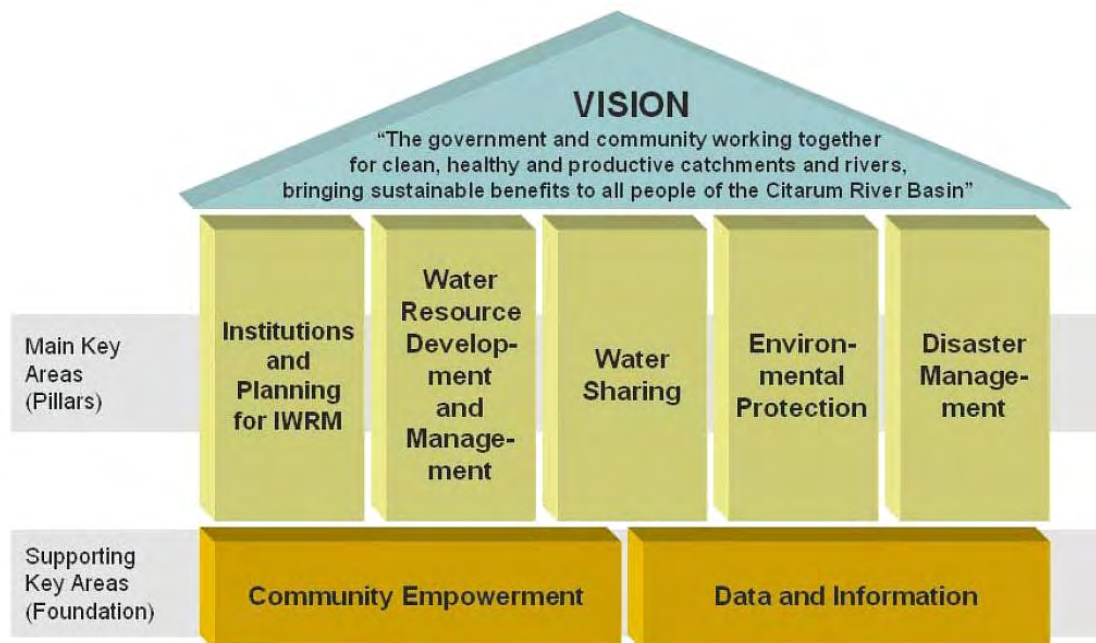 VISION
“The government and community working together
for clean, healthy and productive catchments and rivers,
bringing sustainable benefits to all people of the Citarum River Basin”
Main Key
Areas
(Pillars)
Institutions
and
Planning
for IWRM
Water
Resource
Develop-
ment
and
Manage-
ment
Water
Sharing
Environ-
mental
Protection
Disaster
Manage-
ment
Supporting
Key Areas
(Foundation)
Community Empowerment
Data and Information